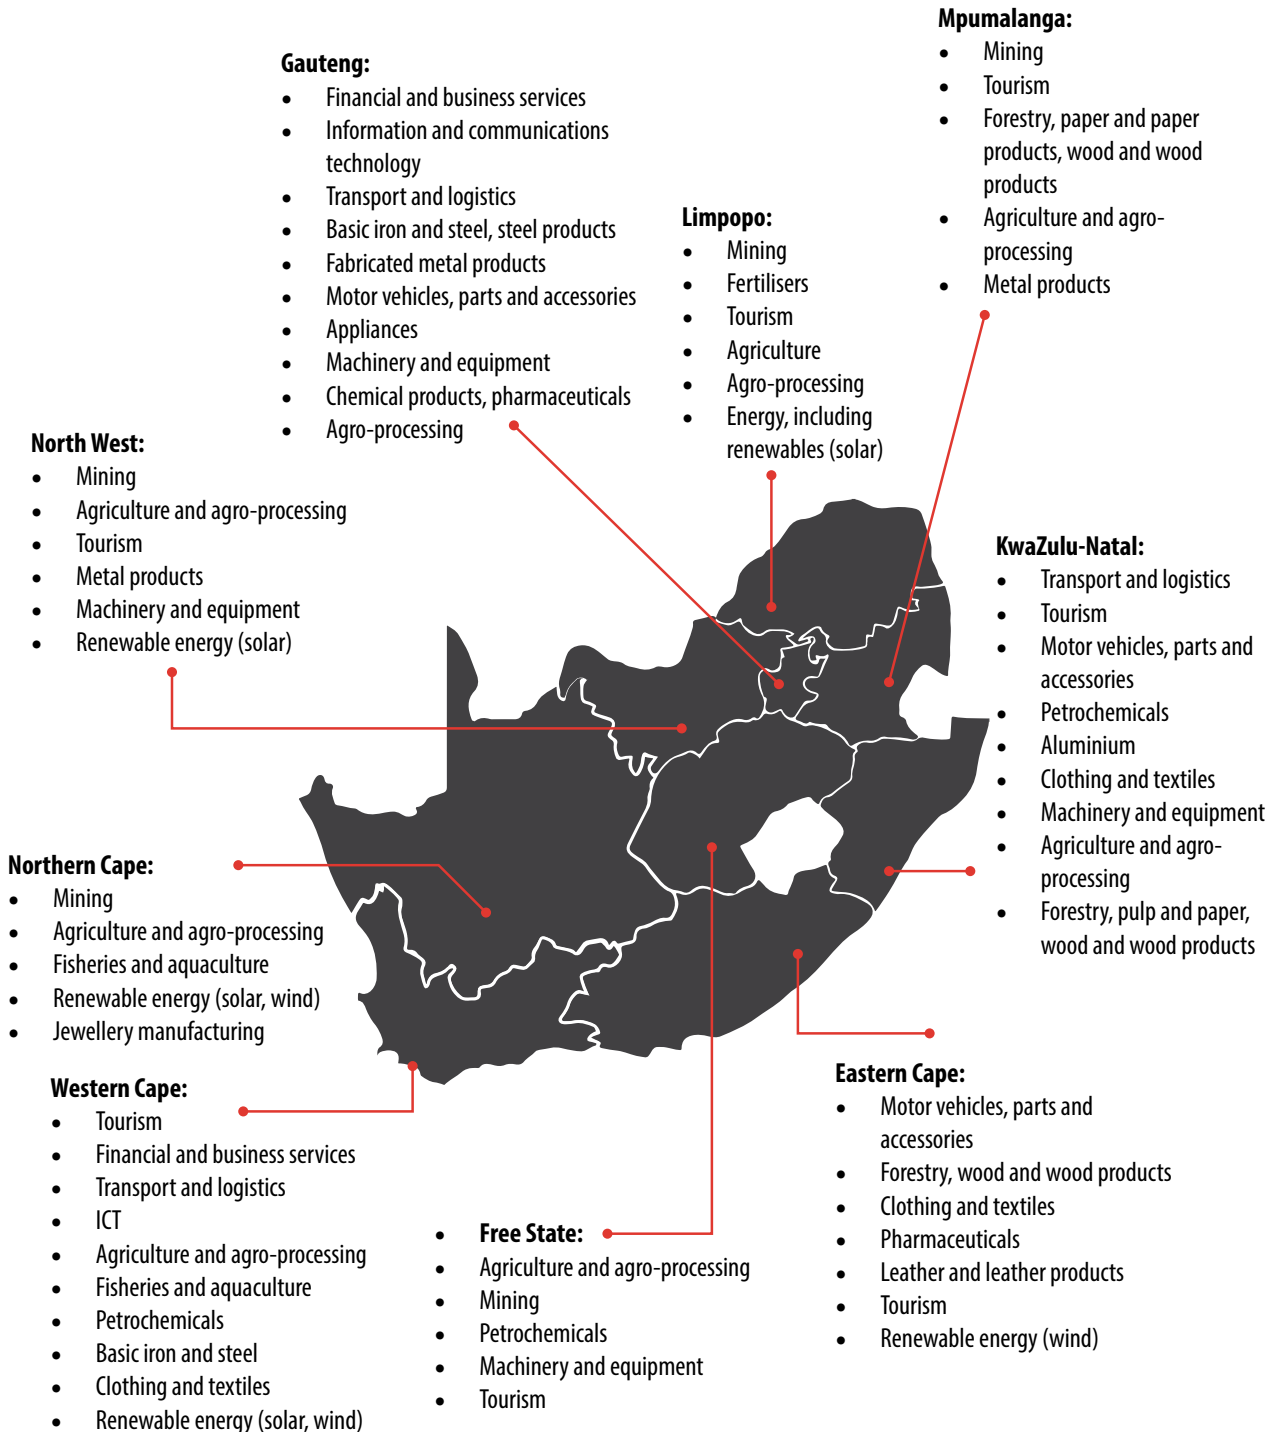 Mpumalanga:
• Mining
• Tourism
• Forestry, paper and paper
products, wood and wood
products
• Agriculture and agro-
processing
• Metal products
Gauteng:
• Financial and business services
• Information and communications
technology
• Transport and logistics
• Basic iron and steel, steel products
• Fabricated metal products
• Motor vehicles, parts and accessories
• Appliances
• Machinery and equipment
• Chemical products, pharmaceuticals
• Agro-processing
Limpopo:
• Mining
• Fertilisers
• Tourism
• Agriculture
• Agro-processing
• Energy, including
renewables (solar)
North West:
• Mining
• Agriculture and agro-processing
• Tourism
• Metal products
• Machinery and equipment
• Renewable energy (solar)
KwaZulu-Natal:
• Transport and logistics
• Tourism
• Motor vehicles, parts and
accessories
• Petrochemicals
• Aluminium
• Clothing and textiles
• Machinery and equipment
• Agriculture and agro-
processing
• Forestry, pulp and paper,
wood and wood products
Northern Cape:
• Mining
• Agriculture and agro-processing
• Fisheries and aquaculture
• Renewable energy (solar, wind)
• Jewellery manufacturing
Western Cape:
• Tourism
• Financial and business services
• Transport and logistics
• ICT
• Agriculture and agro-processing
• Fisheries and aquaculture
• Petrochemicals
• Basic iron and steel
• Clothing and textiles
• Renewable energy (solar, wind)
• Free State:
• Agriculture and agro-processing
• Mining
• Petrochemicals
• Machinery and equipment
• Tourism
Eastern Cape:
• Motor vehicles, parts and
accessories
• Forestry, wood and wood products
• Clothing and textiles
• Pharmaceuticals
• Leather and leather products
• Tourism
• Renewable energy (wind)